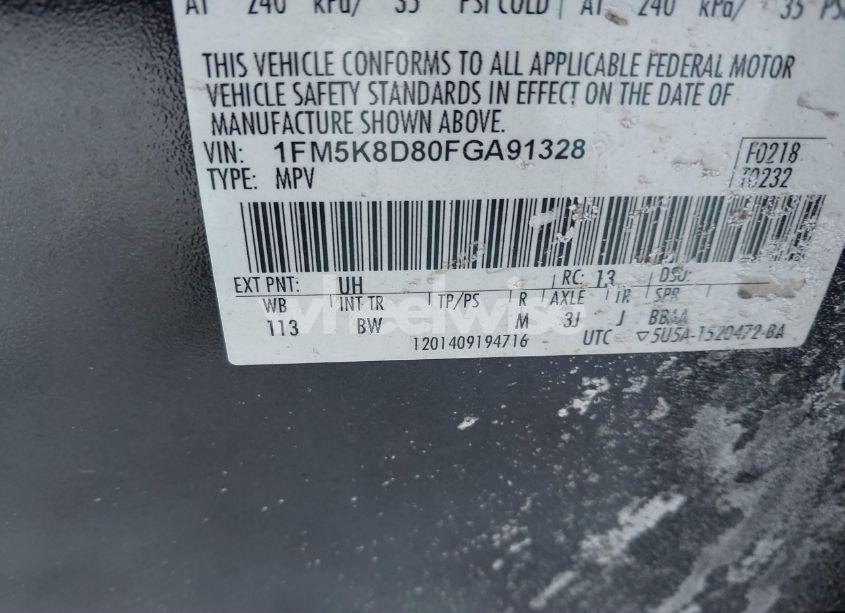 AT 240 kPa/ 35 PSI COLD AT 240 kPa/ 35 PSI
THIS VEHICLE CONFORMS TO ALL APPLICABLE FEDERAL MOTOR
VEHICLE SAFETY STANDARDS IN EFFECT ON THE DATE OF
MANUFACTURE SHOWN ABOVE.
VIN: 1FM5K8D80FGA91328 F0218
TYPE: MPV T0232
EXT PNT: UH RC: 13 DSO:
WB INT TR TP/PS R AXLE TR SPR
113 BW M 3J J BBAA
1201409194716 UTC ▽5U5A-1520472-BA
wheelwise